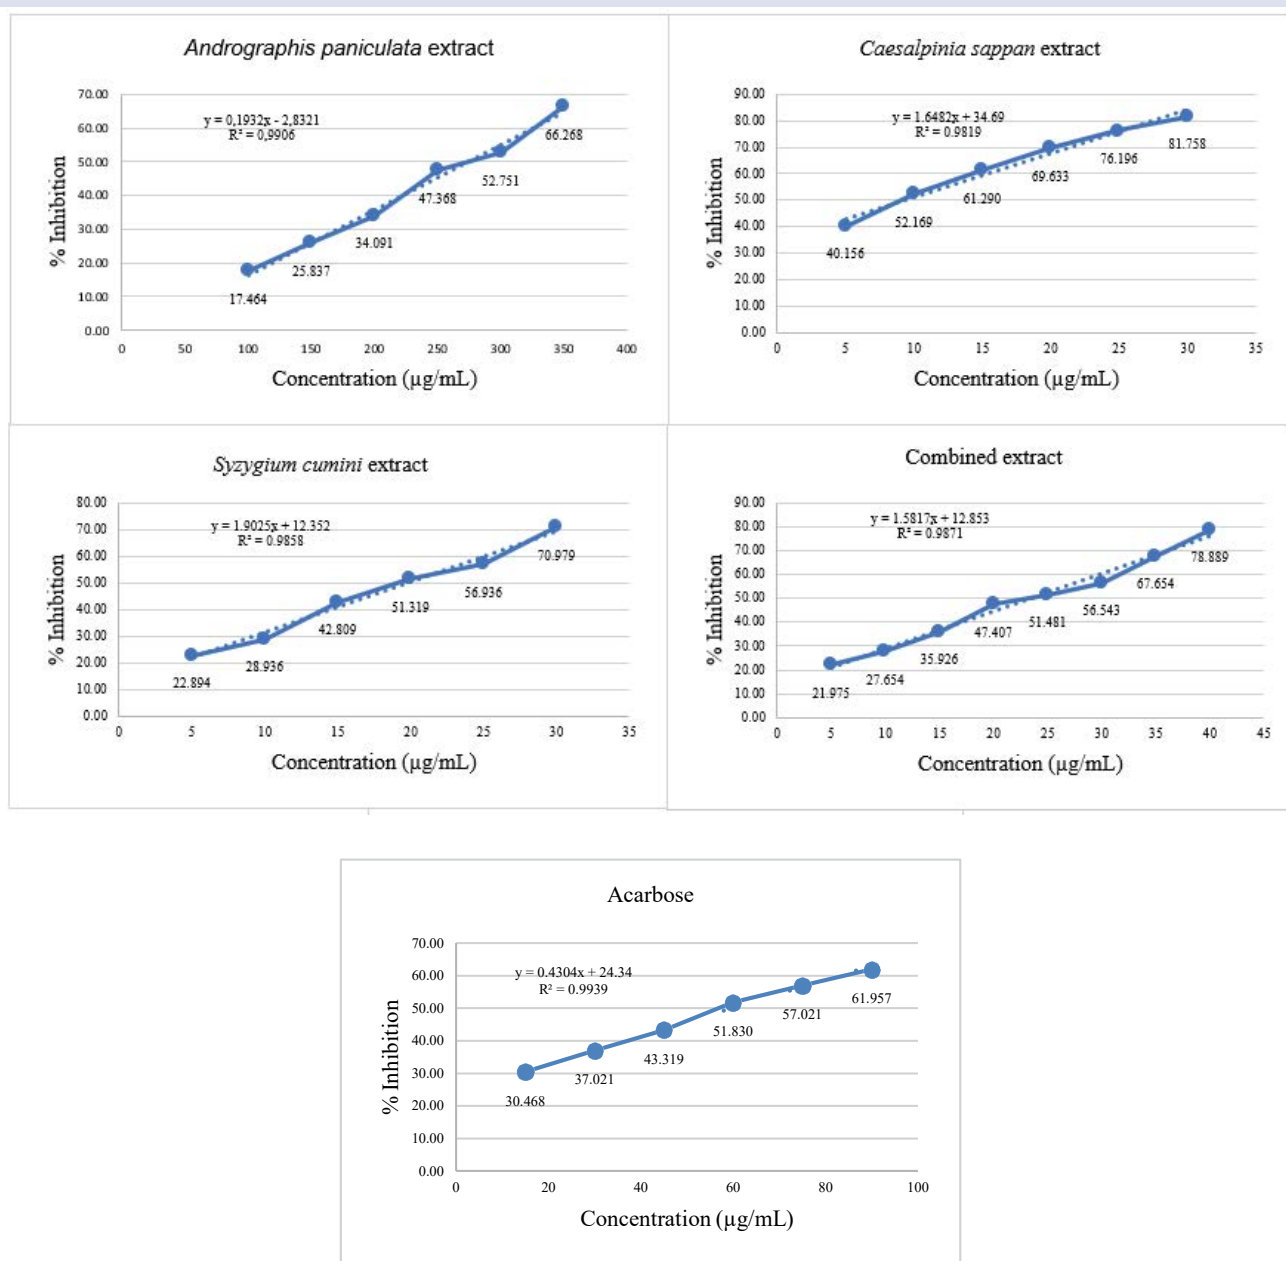 Andrographis paniculata extract
y = 0,1932x - 2,8321
R² = 0,9906
% Inhibition
70.00
60.00
50.00
40.00
30.00
20.00
10.00
0.00
17.464
25.837
34.091
47.368
52.751
66.268
0 50 100 150 200 250 300 350 400
Concentration (µg/mL)
Caesalpinia sappan extract
y = 1.6482x + 34.69
R² = 0.9819
% Inhibition
90.00
80.00
70.00
60.00
50.00
40.00
30.00
20.00
10.00
0.00
40.156
52.169
61.290
69.633
76.196
81.758
0 5 10 15 20 25 30 35
Concentration (µg/mL)
Syzygium cumini extract
y = 1.9025x + 12.352
R² = 0.9858
% Inhibition
80.00
70.00
60.00
50.00
40.00
30.00
20.00
10.00
0.00
22.894
28.936
42.809
51.319
56.936
70.979
0 5 10 15 20 25 30 35
Concentration (µg/mL)
Combined extract
y = 1.5817x + 12.853
R² = 0.9871
% Inhibition
90.00
80.00
70.00
60.00
50.00
40.00
30.00
20.00
10.00
0.00
21.975
27.654
35.926
47.407
51.481
56.543
67.654
78.889
0 5 10 15 20 25 30 35 40 45
Concentration (µg/mL)
Acarbose
y = 0.4304x + 24.34
R² = 0.9939
% Inhibition
70.00
60.00
50.00
40.00
30.00
20.00
10.00
0.00
30.468
37.021
43.319
51.830
57.021
61.957
0 20 40 60 80 100
Concentration (µg/mL)